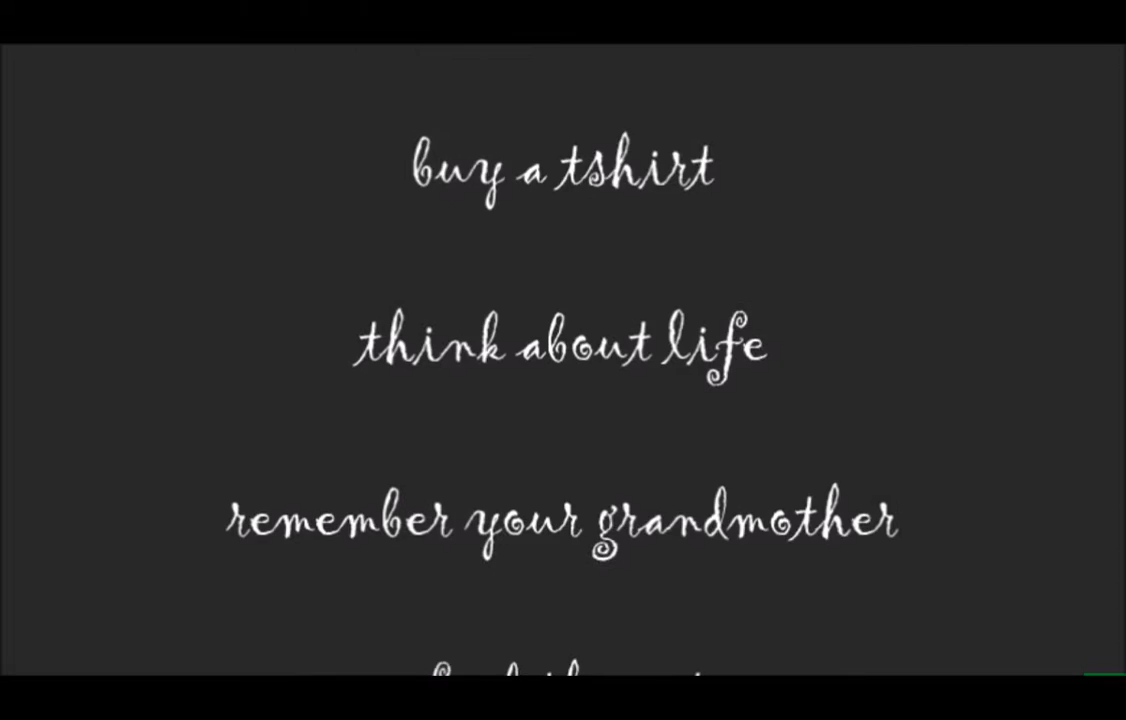 buy a tshirt
think about life
remember your grandmother